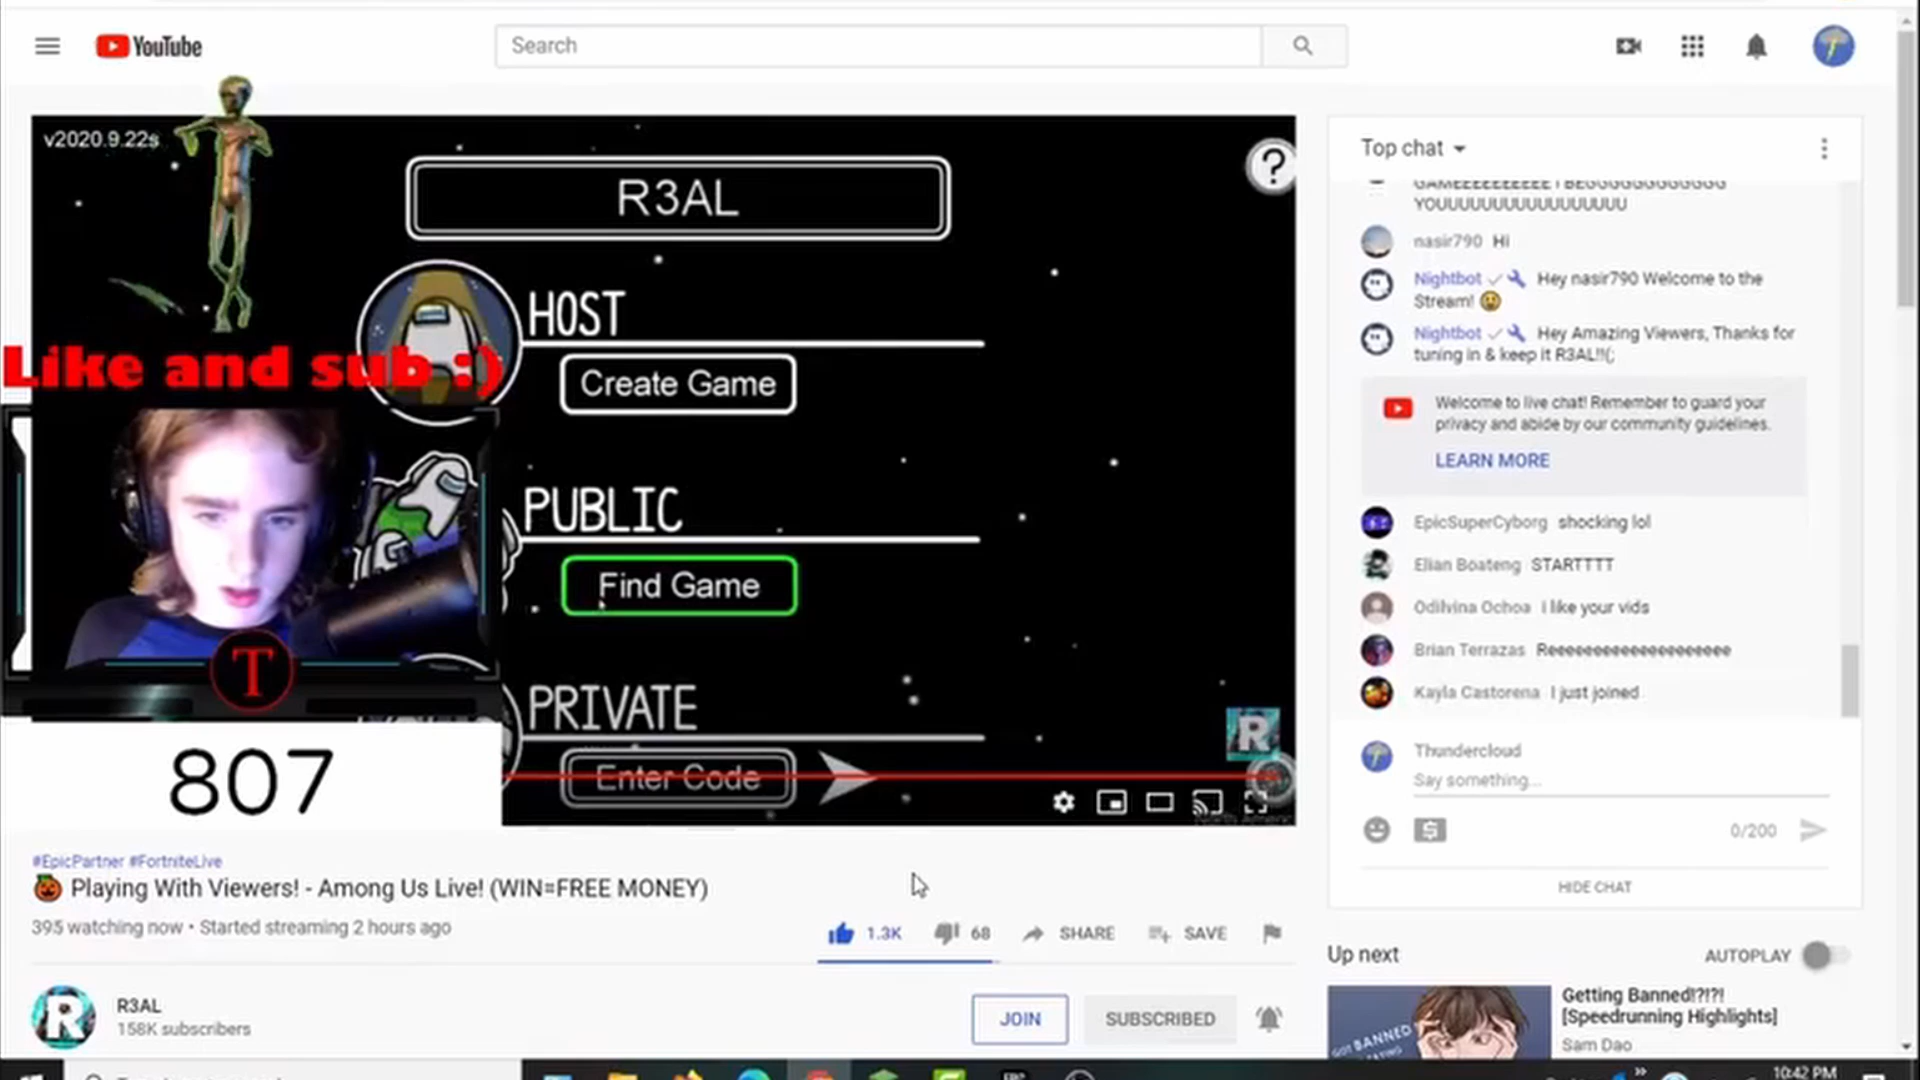 YouTube
Search
v2020.9.22s
R3AL
?
HOST
Create Game
Like and sub :)
PUBLIC
Find Game
T
PRIVATE
R
Enter Code
807
#EpicPartner #FortniteLive
Playing With Viewers! - Among Us Live! (WIN=FREE MONEY)
395 watching now • Started streaming 2 hours ago
1.3K
68
SHARE
SAVE
R
R3AL
158K subscribers
JOIN
SUBSCRIBED
Top chat
YOUUUUUUUUUUUUUUUUU
nasir790 Hi
Nightbot Hey nasir790 Welcome to the
Stream!
Nightbot Hey Amazing Viewers, Thanks for
tuning in & keep it R3AL!!(;
Welcome to live chat! Remember to guard your
privacy and abide by our community guidelines.
LEARN MORE
EpicSuperCyborg shocking lol
Elian Boateng STARTTTT
Odilvina Ochoa I like your vids
Brian Terrazas Reeeeeeeeeeeeeeeeeeee
Kayla Castorena I just joined
Thundercloud
Say something...
0/200
HIDE CHAT
Up next
AUTOPLAY
GOT BANNED
Getting Banned!?!?!
[Speedrunning Highlights]
Sam Dao
10:42 PM